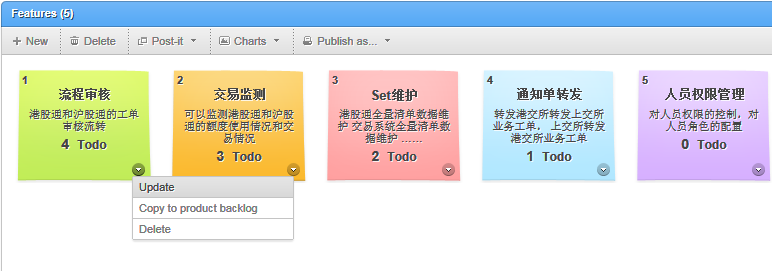 Features (5)
New Delete Post-it Charts Publish as...
1
流程审核
港股通和沪股通的工单
审核流转
4 Todo
2
交易监测
可以监测港股通和沪股
通的额度使用情况和交
易情况
3 Todo
3
Set维护
港股通全量清单数据维
护 交易系统全量清单数
据维护 ......
2 Todo
4
通知单转发
转发港交所转发上交所
业务工单， 上交所转发
港交所业务工单
1 Todo
5
人员权限管理
对人员权限的控制，对
人员角色的配置
0 Todo
Update
Copy to product backlog
Delete